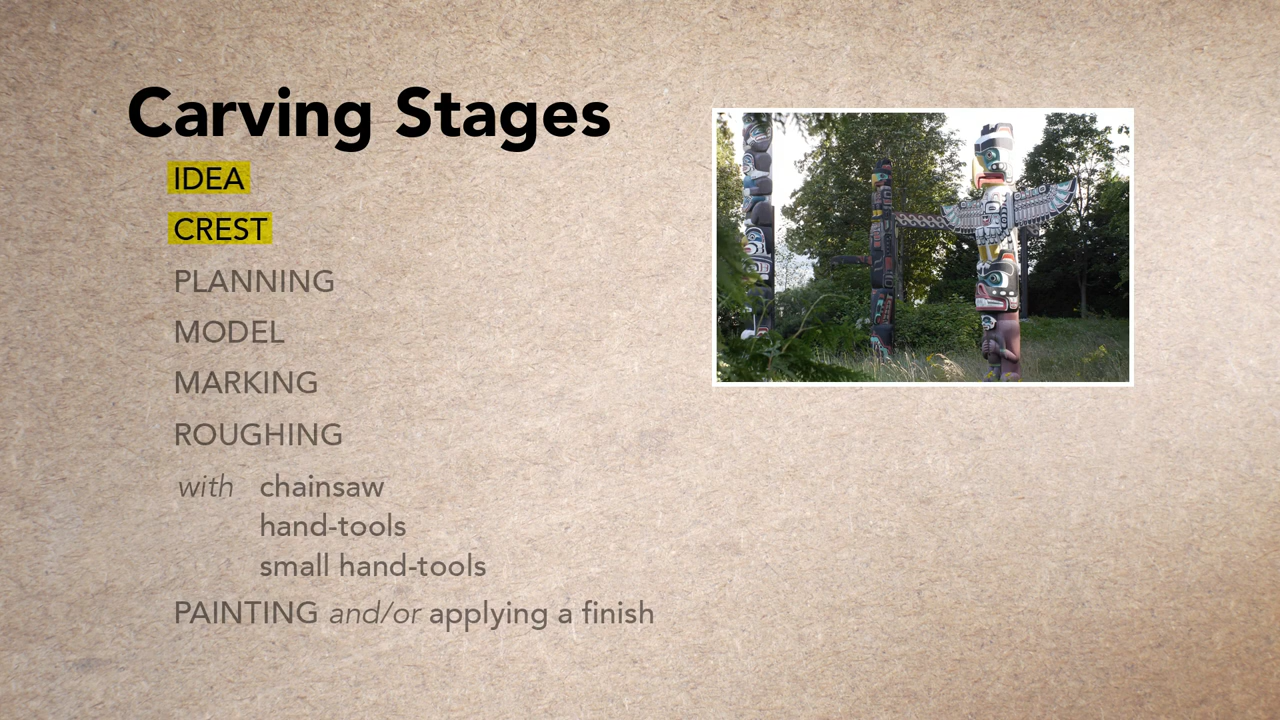 Carving Stages
IDEA
CREST
PLANNING
MODEL
MARKING
ROUGHING
with chainsaw
hand-tools
small hand-tools
PAINTING and/or applying a finish